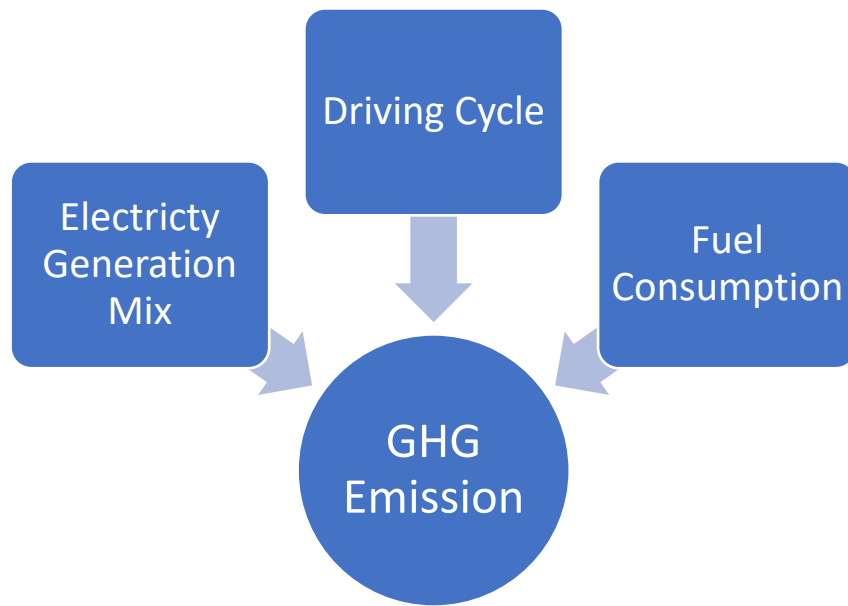 Driving Cycle
Electricty
Generation
Mix
Fuel
Consumption
GHG
Emission